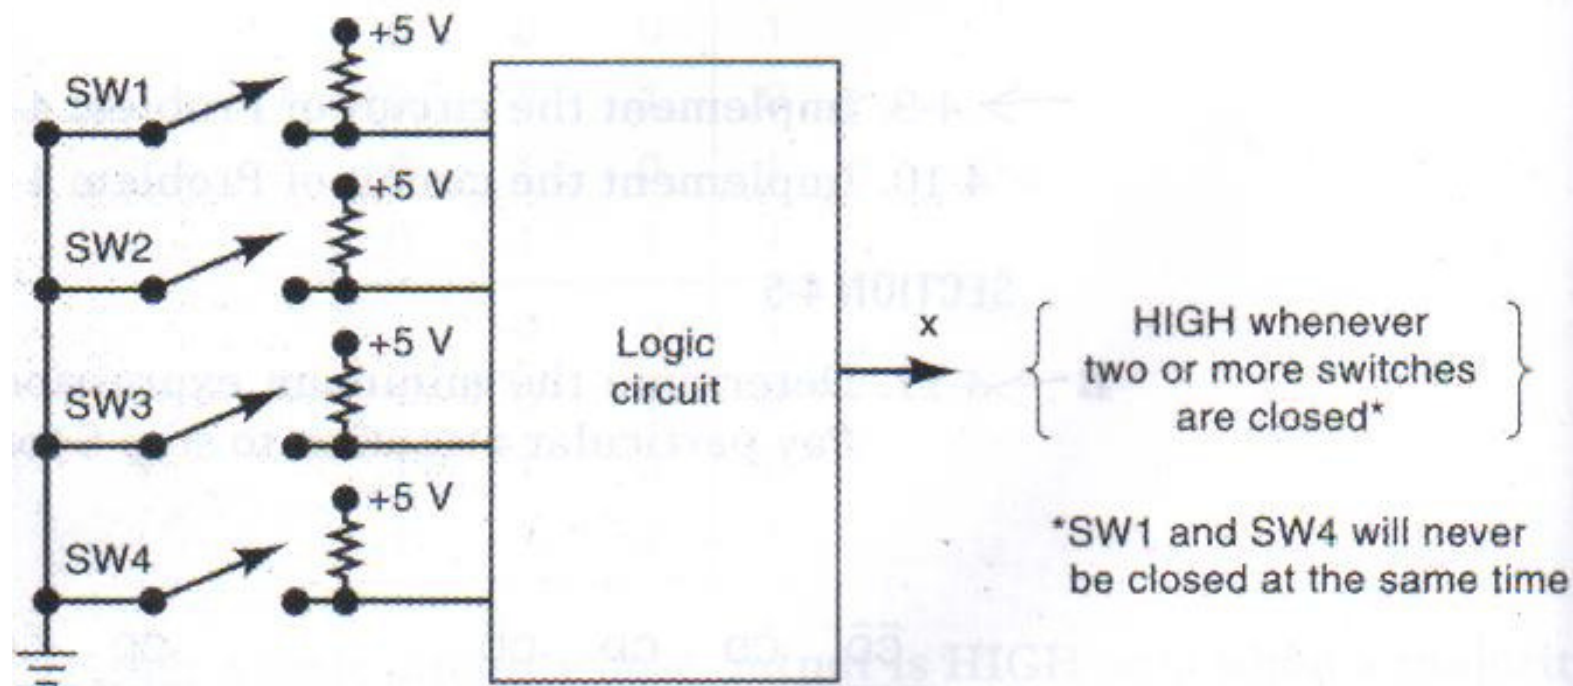 +5 V
SW1
+5 V
SW2
+5 V
SW3
+5 V
SW4
Logic
circuit
x
HIGH whenever
two or more switches
are closed*
*SW1 and SW4 will never
be closed at the same time